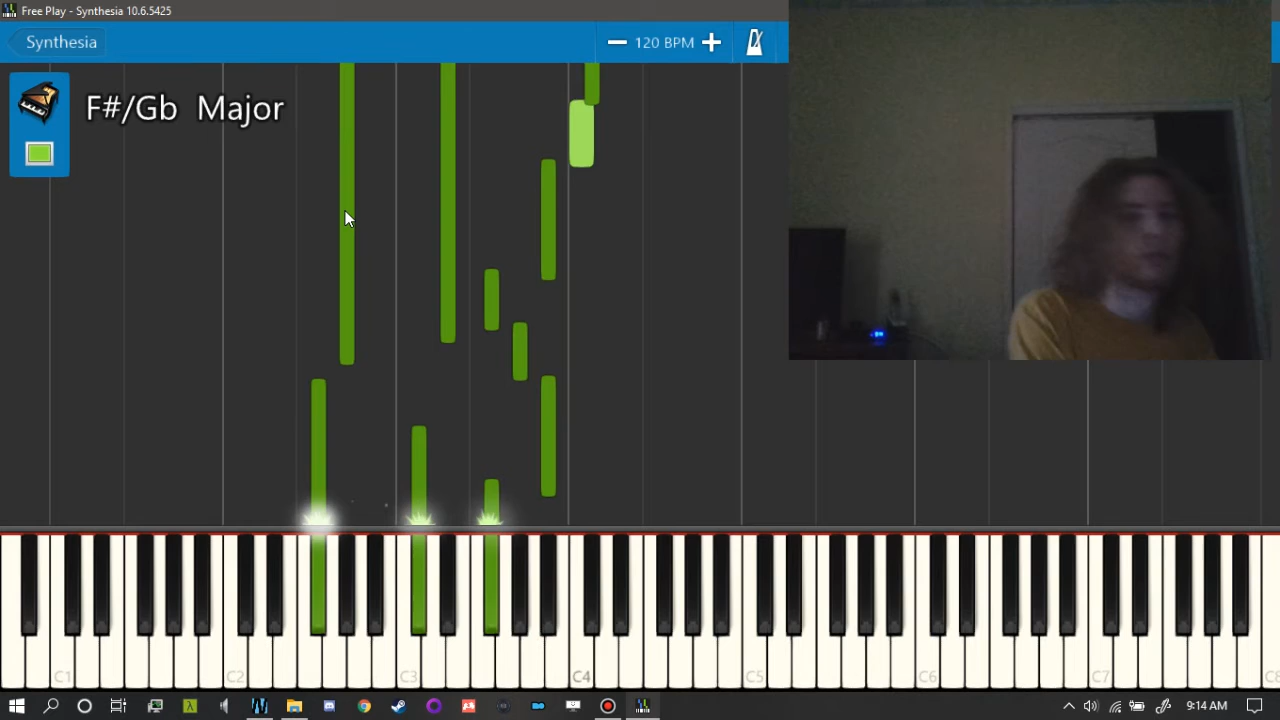 Free Play - Synthesia 10.6.5425
Synthesia
120 BPM
F#/Gb Major
C1 C2 C3 C4 C5 C6 C7 C8
9:14 AM